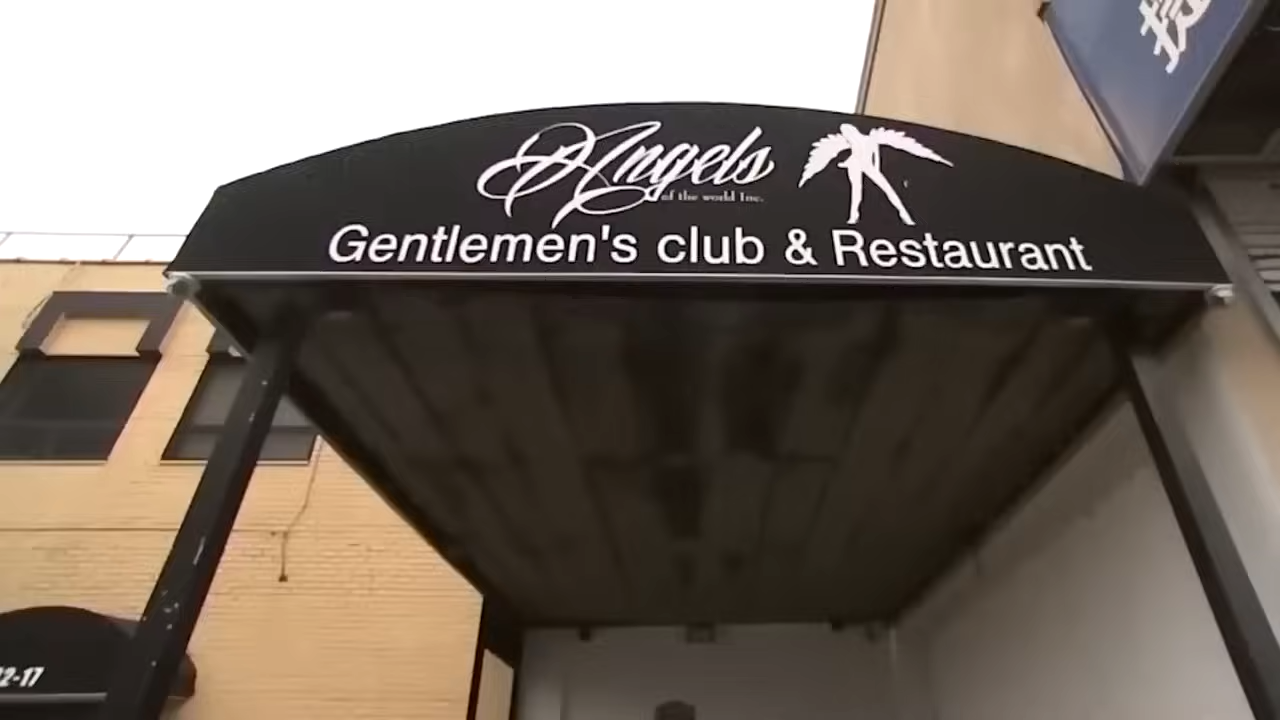 Angels
of the world Inc.
Gentlemen's club & Restaurant
2-17